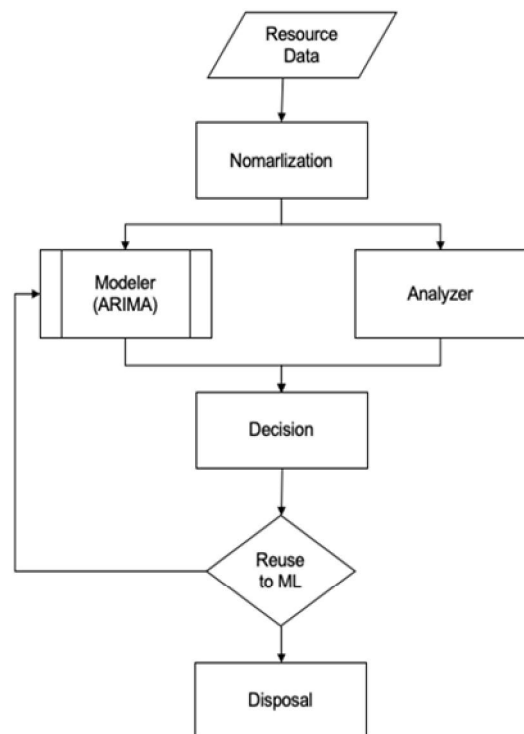 Resource
Data
Nomarlization
Modeler
(ARIMA)
Analyzer
Decision
Reuse
to ML
Disposal